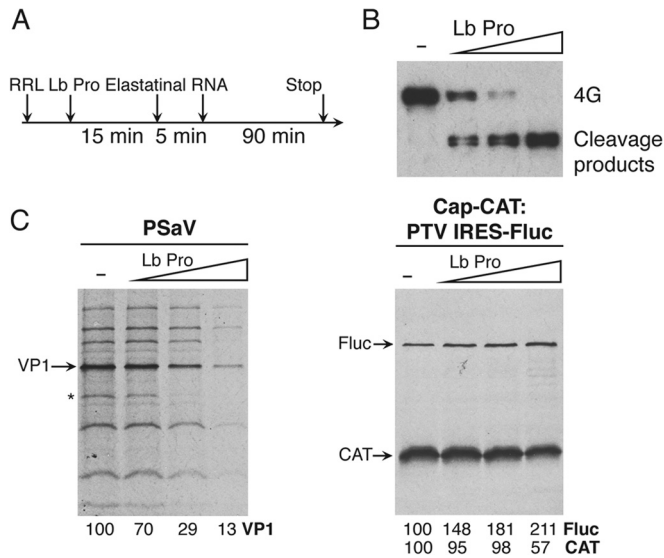 A
RRL Lb Pro Elastatinal RNA Stop
15 min 5 min 90 min
B
Lb Pro
–
4G
Cleavage
products
C
PSaV
Lb Pro
–
VP1
*
100 70 29 13 VP1
Cap-CAT:
PTV IRES-Fluc
Lb Pro
–
Fluc
CAT
100 148 181 211 Fluc
100 95 98 57 CAT